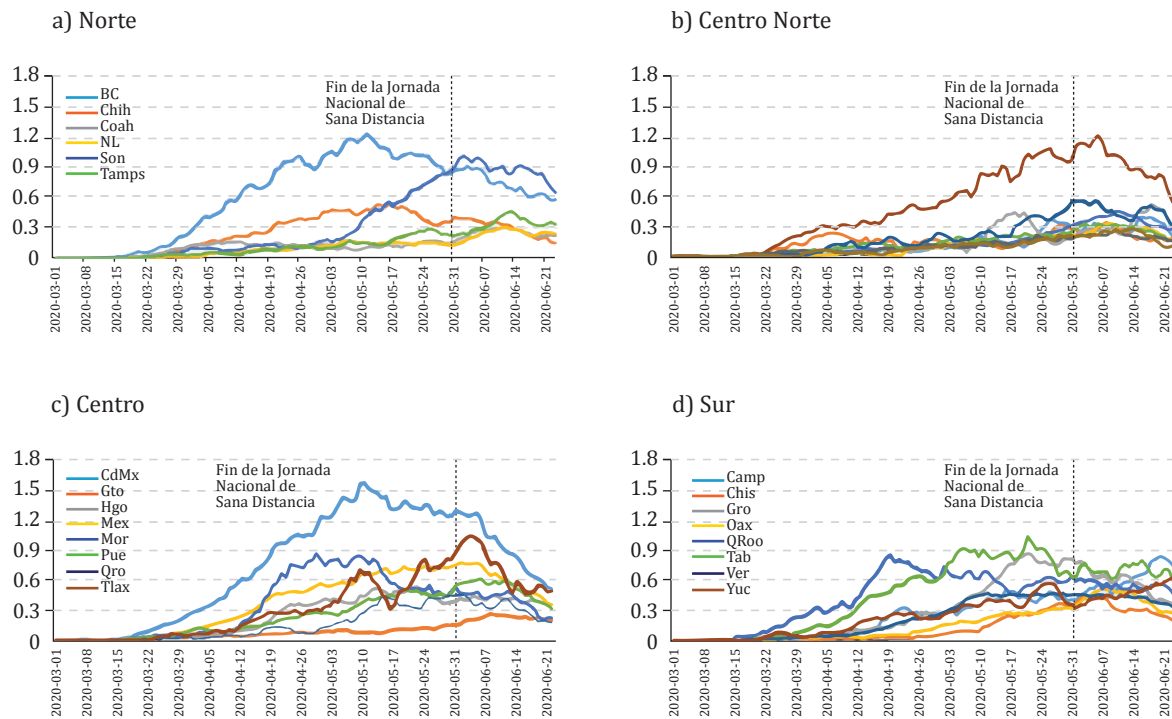 a) Norte
1.8
1.5
1.2
0.9
0.6
0.3
0
BC
Chih
Coah
NL
Son
Tamps
Fin de la Jornada
Nacional de
Sana Distancia
2020-03-01
2020-03-08
2020-03-15
2020-03-22
2020-03-29
2020-04-05
2020-04-12
2020-04-19
2020-04-26
2020-05-03
2020-05-10
2020-05-17
2020-05-24
2020-05-31
2020-06-07
2020-06-14
2020-06-21
b) Centro Norte
1.8
1.5
1.2
0.9
0.6
0.3
0
Fin de la Jornada
Nacional de
Sana Distancia
2020-03-01
2020-03-08
2020-03-15
2020-03-22
2020-03-29
2020-04-05
2020-04-12
2020-04-19
2020-04-26
2020-05-03
2020-05-10
2020-05-17
2020-05-24
2020-05-31
2020-06-07
2020-06-14
2020-06-21
c) Centro
1.8
1.5
1.2
0.9
0.6
0.3
0
CdMx
Gto
Hgo
Mex
Mor
Pue
Qro
Tlax
Fin de la Jornada
Nacional de
Sana Distancia
2020-03-01
2020-03-08
2020-03-15
2020-03-22
2020-03-29
2020-04-05
2020-04-12
2020-04-19
2020-04-26
2020-05-03
2020-05-10
2020-05-17
2020-05-24
2020-05-31
2020-06-07
2020-06-14
2020-06-21
d) Sur
1.8
1.5
1.2
0.9
0.6
0.3
0
Camp
Chis
Gro
Oax
QRoo
Tab
Ver
Yuc
Fin de la Jornada
Nacional de
Sana Distancia
2020-03-01
2020-03-08
2020-03-15
2020-03-22
2020-03-29
2020-04-05
2020-04-12
2020-04-19
2020-04-26
2020-05-03
2020-05-10
2020-05-17
2020-05-24
2020-05-31
2020-06-07
2020-06-14
2020-06-21